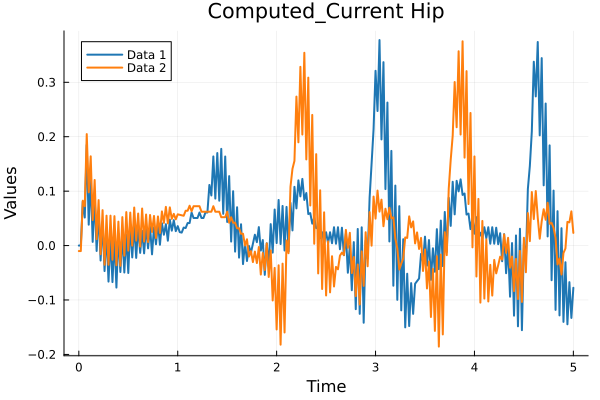 Computed_Current Hip
Data 1
Data 2
Values
0.3
0.2
0.1
0.0
−0.1
−0.2
0 1 2 3 4 5
Time